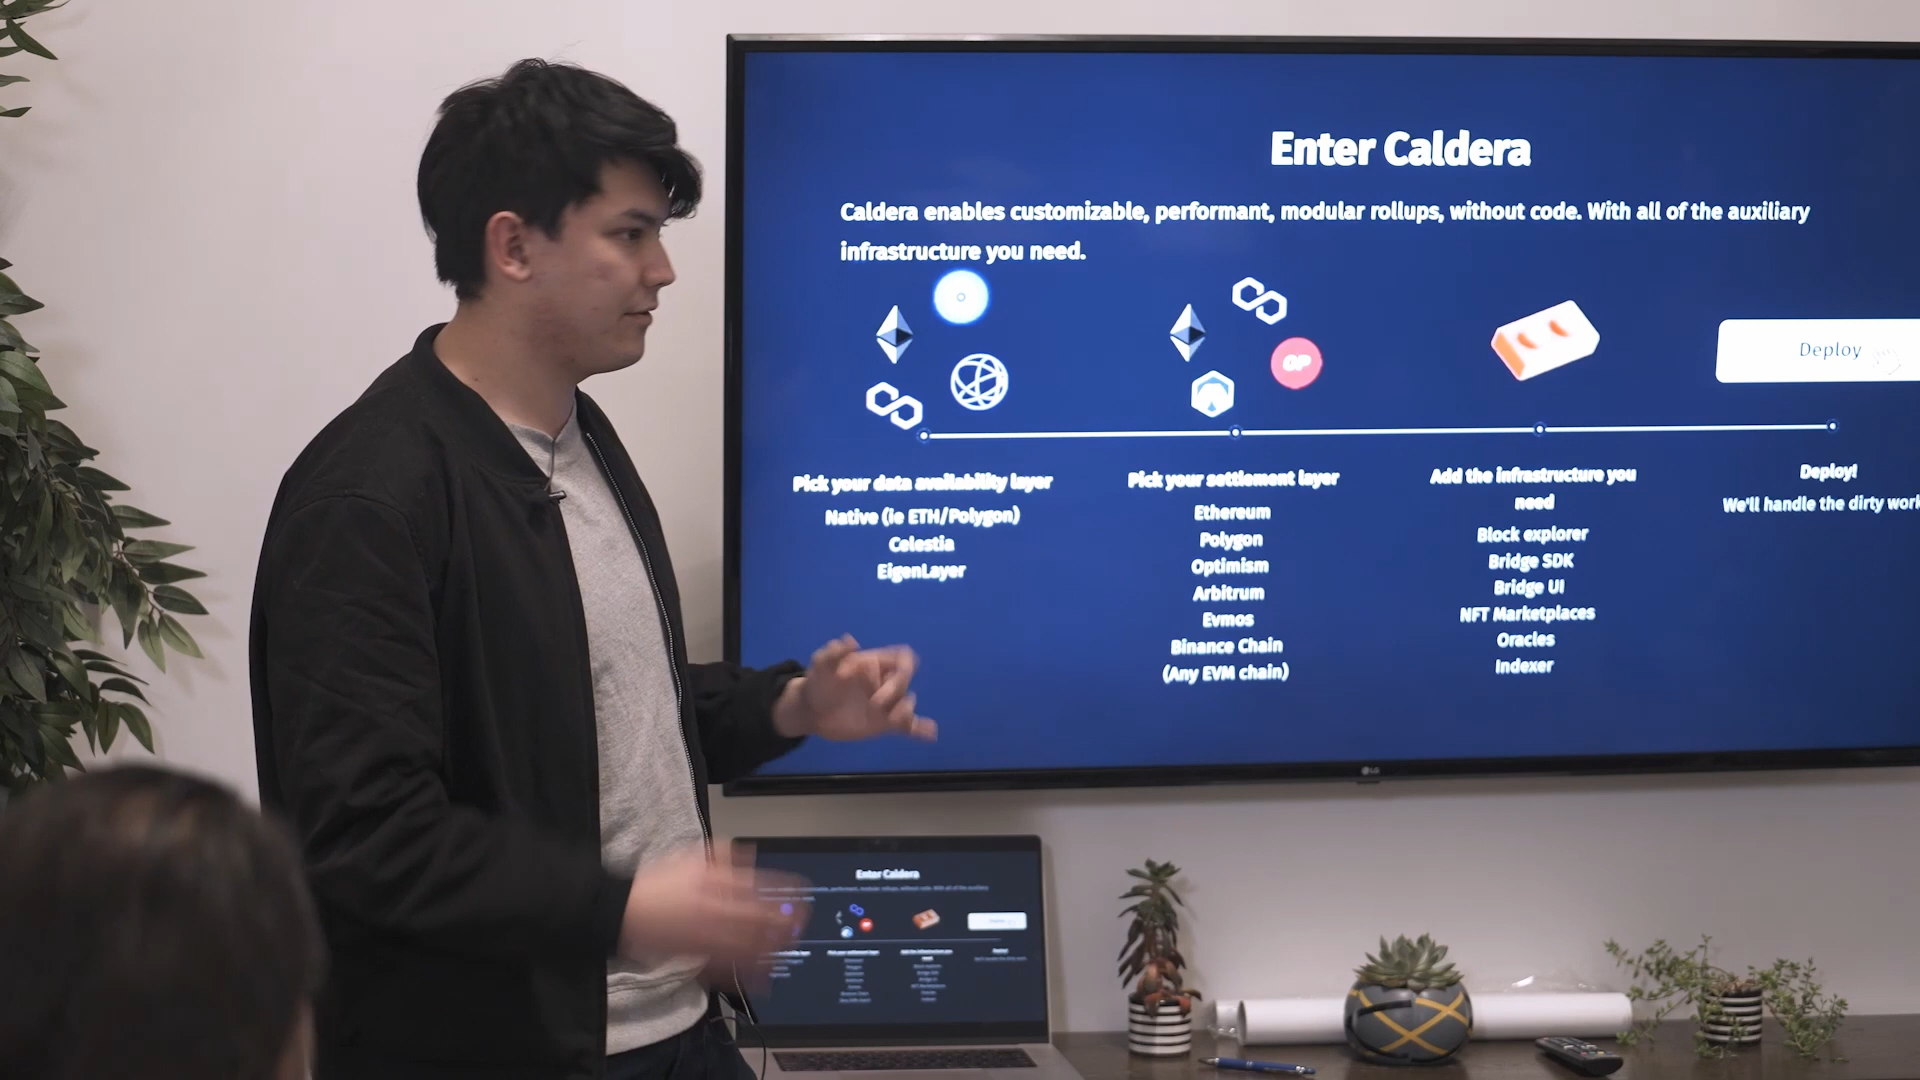 Enter Caldera
Caldera enables customizable, performant, modular rollups, without code. With all of the auxiliary
infrastructure you need.
OP
Deploy
Pick your data availability layer
Native (ie ETH/Polygon)
Celestia
EigenLayer
Pick your settlement layer
Ethereum
Polygon
Optimism
Arbitrum
Evmos
Binance Chain
(Any EVM chain)
Add the infrastructure you
need
Block explorer
Bridge SDK
Bridge UI
NFT Marketplaces
Oracles
Indexer
Deploy!
We'll handle the dirty work
LG
Enter Caldera